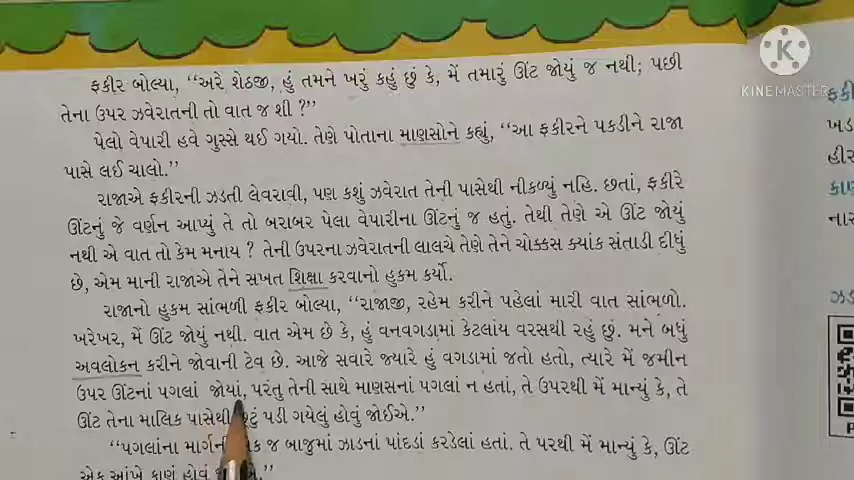 ફકીર બોલ્યા, “અરે શેઠજી, હું તમને ખરું કહું છું કે, મેં તમારું ઊંટ જોયું જ નથી; પછી
તેના ઉપર ઝવેરાતની તો વાત જ શી ?”
પેલો વેપારી હવે ગુસ્સે થઈ ગયો. તેણે પોતાના માણસોને કહ્યું, “આ ફકીરને પકડીને રાજા
પાસે લઈ ચાલો.”
રાજાએ ફકીરની ઝડતી લેવરાવી, પણ કશું ઝવેરાત તેની પાસેથી નીકળ્યું નહિ. છતાં, ફકીરે
ઊંટનું જે વર્ણન આપ્યું તે તો બરાબર પેલા વેપારીના ઊંટનું જ હતું. તેથી તેણે એ ઊંટ જોયું
નથી એ વાત તો કેમ મનાય ? તેની ઉપરના ઝવેરાતની લાલચે તેણે તેને ચોક્કસ ક્યાંક સંતાડી દીધું
છે, એમ માની રાજાએ તેને સખત શિક્ષા કરવાનો હુકમ કર્યો.
રાજાનો હુકમ સાંભળી ફકીર બોલ્યા, “રાજાજી, રહેમ કરીને પહેલાં મારી વાત સાંભળો.
ખરેખર, મેં ઊંટ જોયું નથી. વાત એમ છે કે, હું વનવગડામાં કેટલાંય વરસથી રહું છું. મને બધું
અવલોકન કરીને જોવાની ટેવ છે. આજે સવારે જ્યારે હું વગડામાં જતો હતો, ત્યારે મેં જમીન
ઉપર ઊંટનાં પગલાં જોયાં, પરંતુ તેની સાથે માણસનાં પગલાં ન હતાં, તે ઉપરથી મેં માન્યું કે, તે
ઊંટ તેના માલિક પાસેથી છૂટું પડી ગયેલું હોવું જોઈએ.”
“પગલાંના માર્ગની જ બાજુમાં ઝાડનાં પાંદડાં કરડેલાં હતાં. તે પરથી મેં માન્યું કે, ઊંટ
એક આંખે કાણું હોવું
KINEMASTER
ફકી
ખડ
હીર
કાણ
નાસ
ઝડ